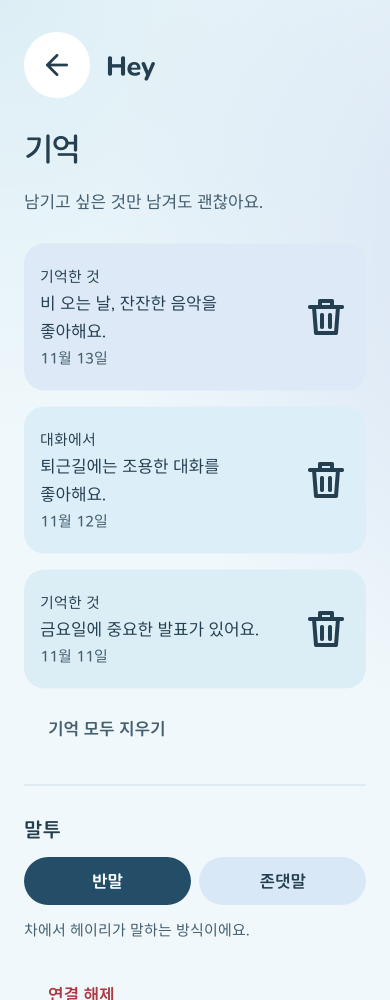 Hey
기억
남기고 싶은 것만 남겨도 괜찮아요.
기억한 것
비 오는 날, 잔잔한 음악을
좋아해요.
11월 13일
대화에서
퇴근길에는 조용한 대화를
좋아해요.
11월 12일
기억한 것
금요일에 중요한 발표가 있어요.
11월 11일
기억 모두 지우기
말투
반말
존댓말
차에서 헤이리가 말하는 방식이에요.
연결 해제